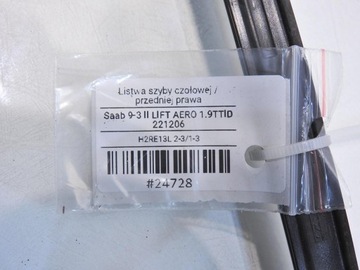 Listwa szyby czołowej /
przedniej prawa
Saab 9-3 II LIFT AERO 1.9TTiD
221206
H2RE13L 2-3/1-3
#24728